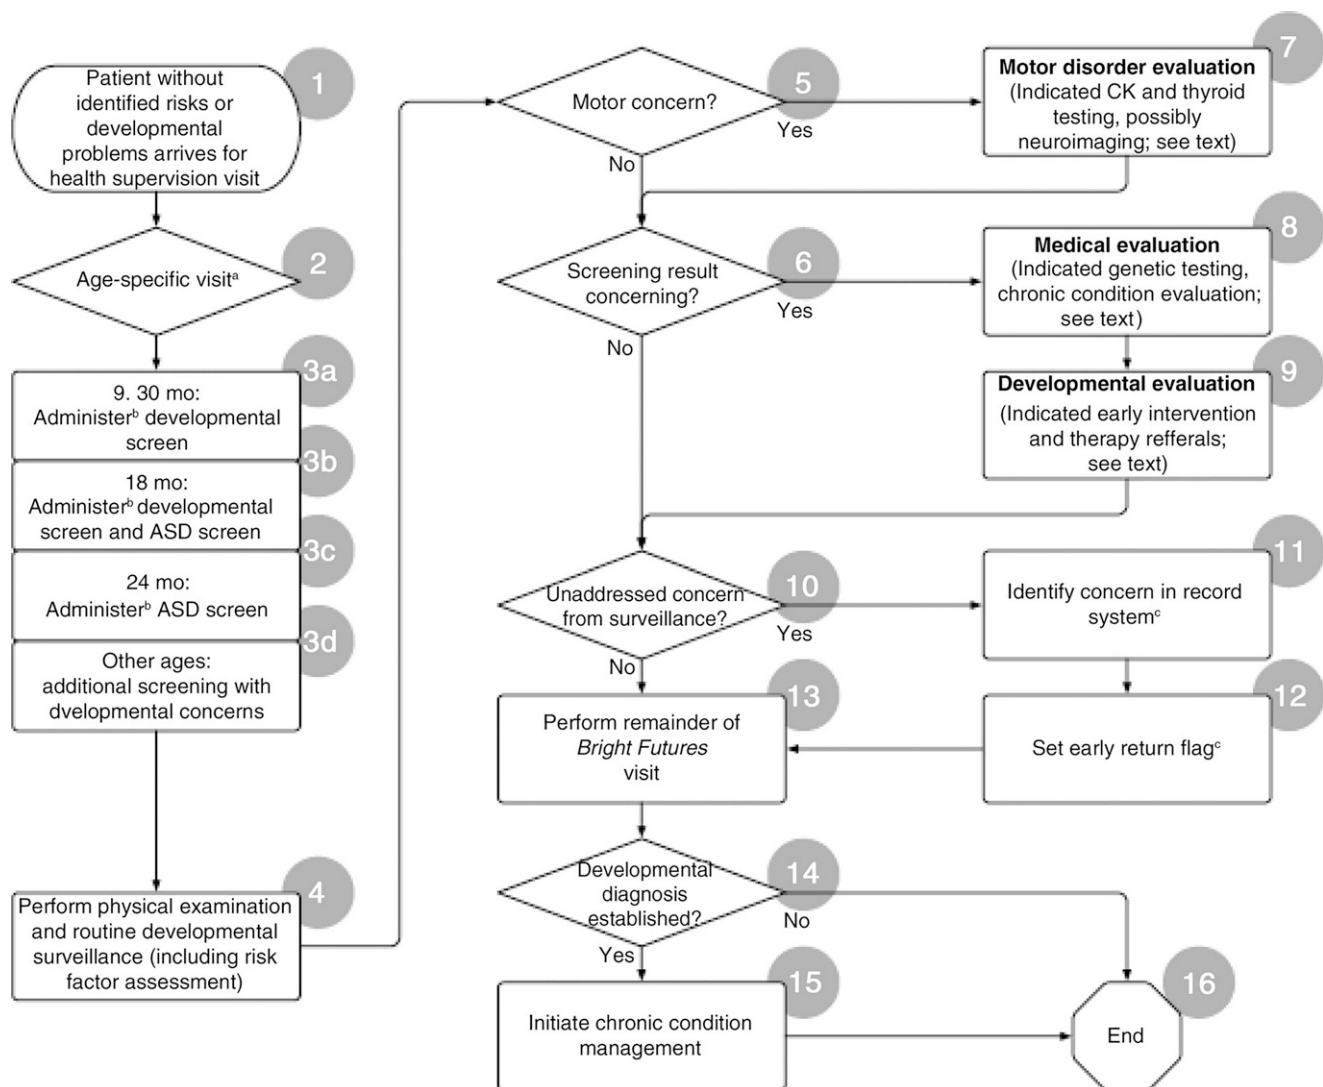 1
Patient without
identified risks or
developmental
problems arrives for
health supervision visit
2
Age-specific visitᵃ
3a
9. 30 mo:
Administerᵇ developmental
screen
3b
18 mo:
Administerᵇ developmental
screen and ASD screen
3c
24 mo:
Administerᵇ ASD screen
3d
Other ages:
additional screening with
dvelopmental concerns
4
Perform physical examination
and routine developmental
surveillance (including risk
factor assessment)
5
Motor concern?
Yes
No
7
Motor disorder evaluation
(Indicated CK and thyroid
testing, possibly
neuroimaging; see text)
6
Screening result
concerning?
Yes
No
8
Medical evaluation
(Indicated genetic testing,
chronic condition evaluation;
see text)
9
Developmental evaluation
(Indicated early intervention
and therapy refferals;
see text)
10
Unaddressed concern
from surveillance?
Yes
No
11
Identify concern in record
systemᶜ
12
Set early return flagᶜ
13
Perform remainder of
Bright Futures
visit
14
Developmental
diagnosis
established?
No
Yes
15
Initiate chronic condition
management
16
End